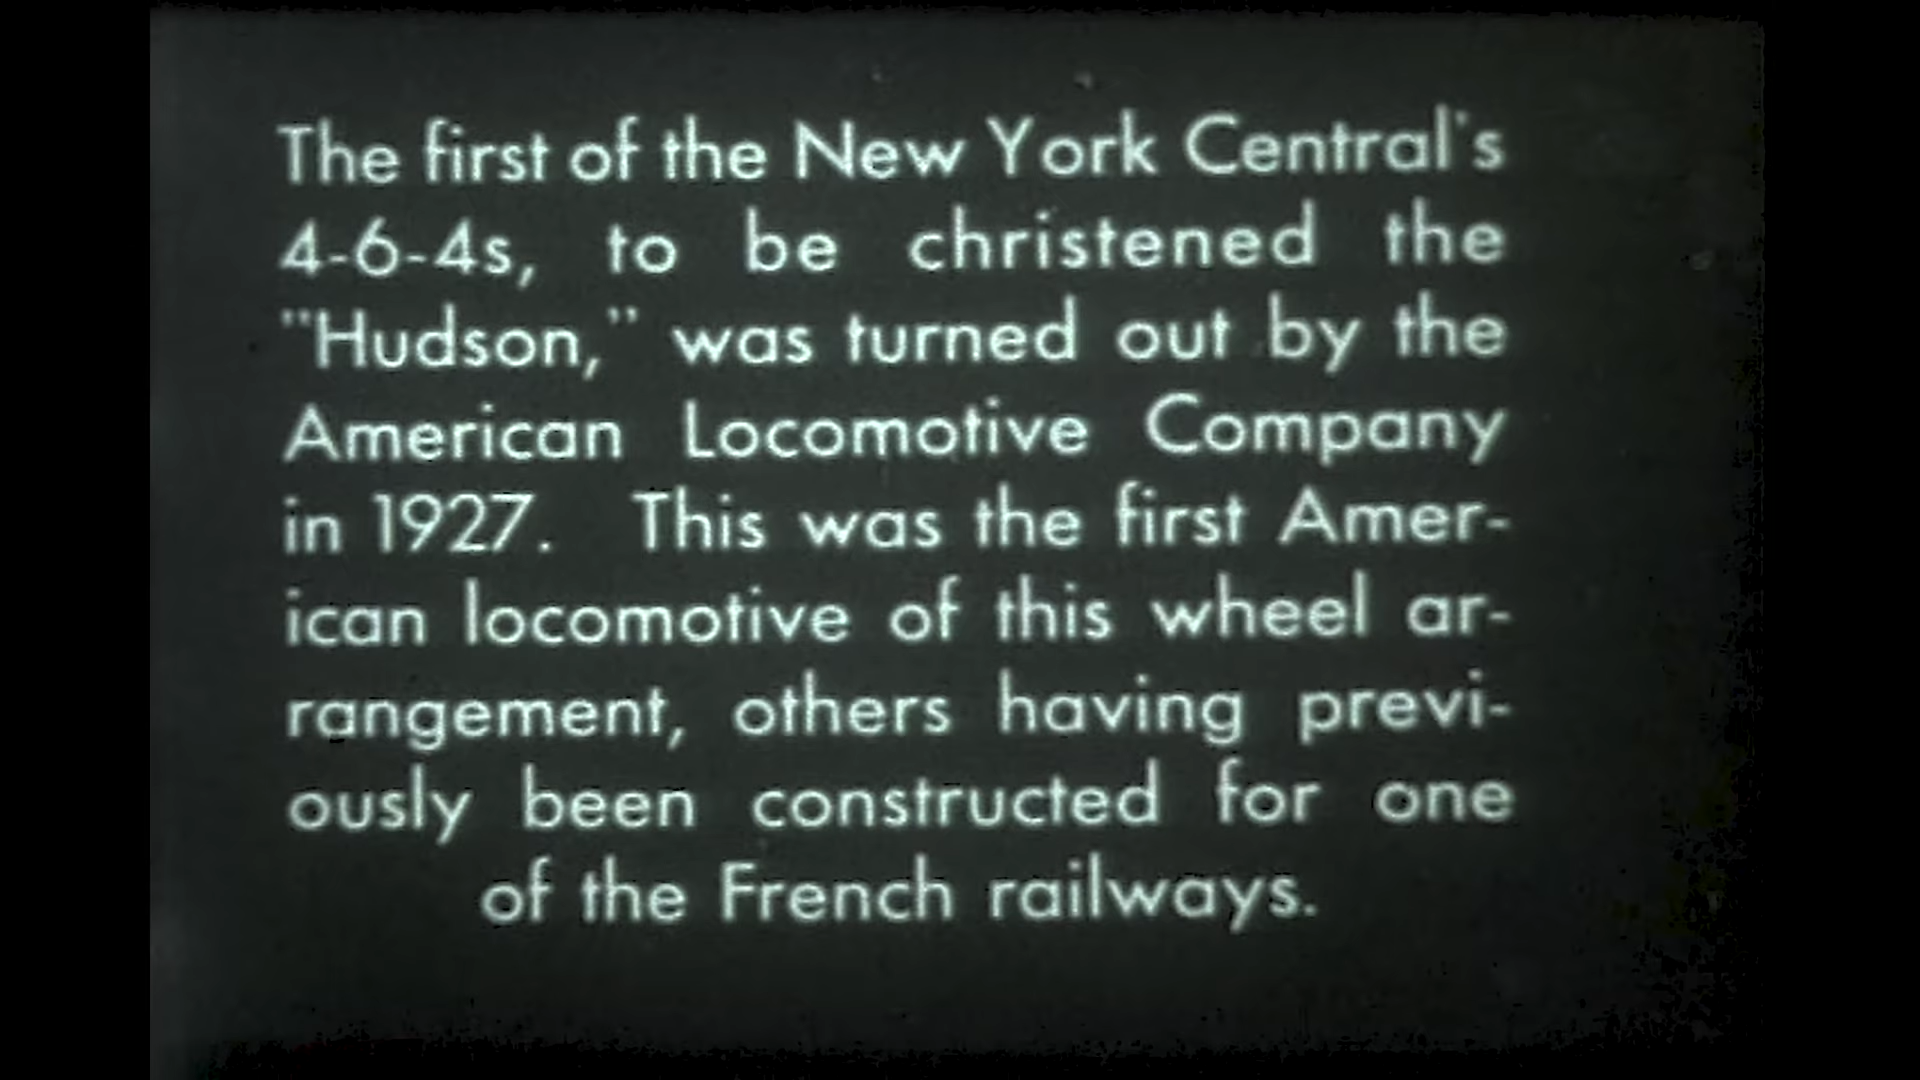 The first of the New York Central's
4-6-4s, to be christened the
"Hudson," was turned out by the
American Locomotive Company
in 1927. This was the first Amer-
ican locomotive of this wheel ar-
rangement, others having previ-
ously been constructed for one
of the French railways.